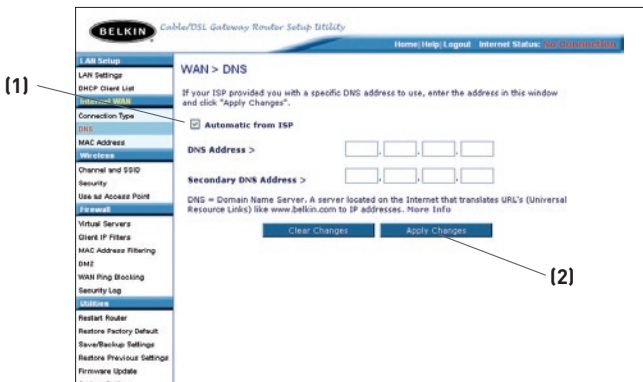 BELKIN Cable/DSL Gateway Router Setup Utility
Home|Help|Logout Internet Status: No Connection
LAN Setup
LAN Settings
DHCP Client List
Internet WAN
Connection Type
DNS
MAC Address
Wireless
Channel and SSID
Security
Use as Access Point
Firewall
Virtual Servers
Client IP Filters
MAC Address Filtering
DMZ
WAN Ping Blocking
Security Log
Utilities
Restart Router
Restore Factory Default
Save/Backup Settings
Restore Previous Settings
Firmware Update
WAN > DNS
If your ISP provided you with a specific DNS address to use, enter the address in this window
and click "Apply Changes".
(1)
Automatic from ISP
DNS Address >
. . .
Secondary DNS Address >
. . .
DNS = Domain Name Server. A server located on the Internet that translates URL's (Universal
Resource Links) like www.belkin.com to IP addresses. More Info
Clear Changes Apply Changes
(2)